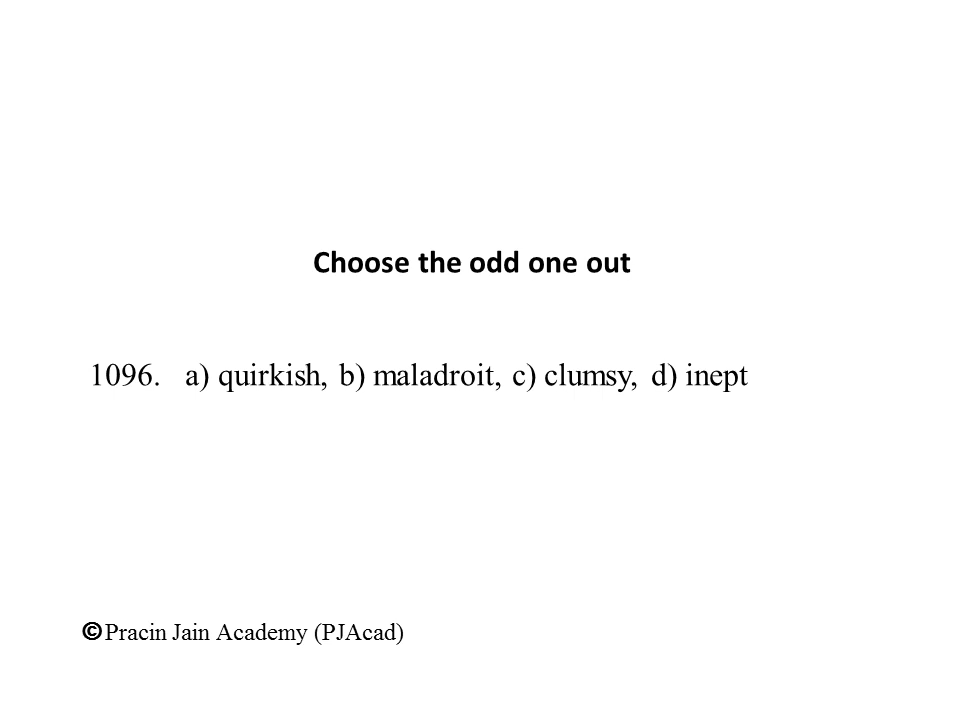 Choose the odd one out
1096. a) quirkish, b) maladroit, c) clumsy, d) inept
©Pracin Jain Academy (PJAcad)